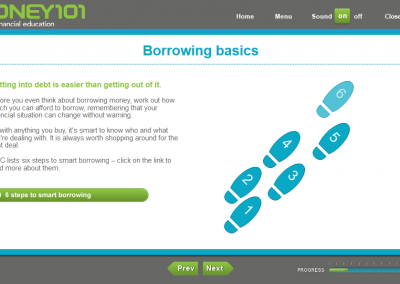 ONEY101
nancial education
Home Menu Sound on off Close
Borrowing basics
tting into debt is easier than getting out of it.
ore you even think about borrowing money, work out how
ch you can afford to borrow, remembering that your
ncial situation can change without warning.
with anything you buy, it's smart to know who and what
're dealing with. It is always worth shopping around for the
t deal.
C lists six steps to smart borrowing – click on the link to
d more about them.
6 steps to smart borrowing
6
5
4
3
2
1
Prev Next
PROGRESS